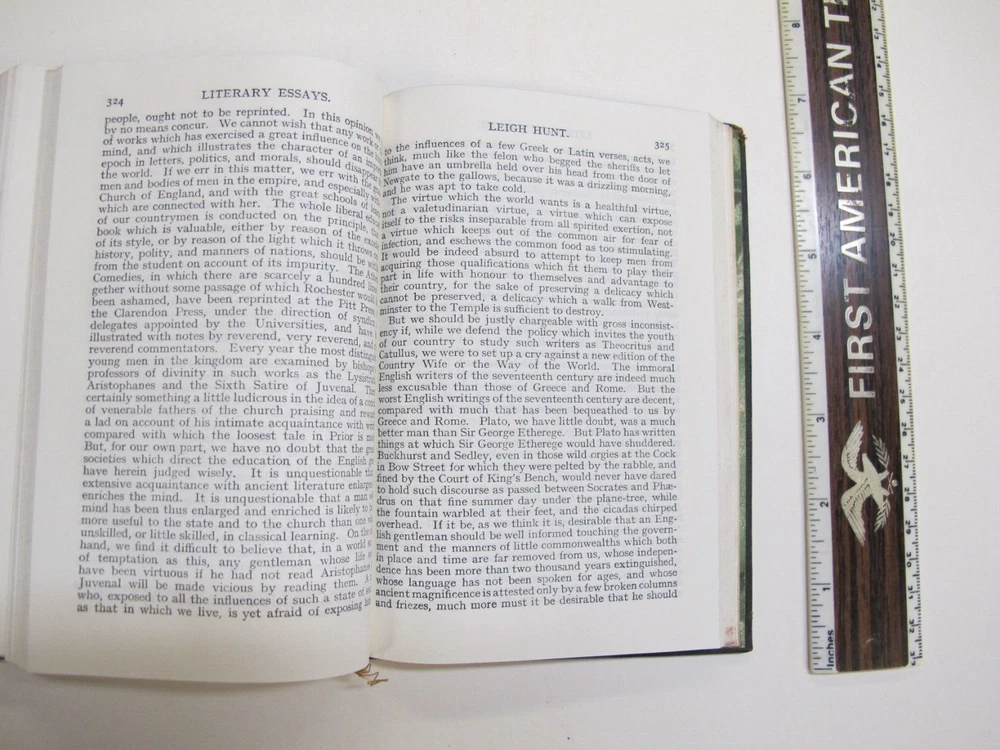 324
LITERARY ESSAYS.
people, ought not to be reprinted. In this opinion
by no means concur. We cannot wish that any work
of works which has exercised a great influence on the
mind, and which illustrates the character of an
epoch in letters, politics, and morals, should disappear
the world. If we err in this matter, we err with the
men and bodies of men in the empire, and especially
Church of England, and with the great schools of
which are connected with her. The whole liberal
of our countrymen is conducted on the principle,
book which is valuable, either by reason of the
of its style, or by reason of the light which it
history, polity, and manners of nations, should be
from the student on account of its impurity. The
Comedies, in which there are scarcely a hundred
gether without some passage of which Rochester would
been ashamed, have been reprinted at the Pitt Press
the Clarendon Press, under the direction of
delegates appointed by the Universities, and have
illustrated with notes by reverend, very reverend, and
reverend commentators. Every year the most
young men in the kingdom are examined by bishops
professors of divinity in such works as the
Aristophanes and the Sixth Satire of Juvenal.
certainly something a little ludicrous in the idea of a
of venerable fathers of the church praising and
a lad on account of his intimate acquaintance with
compared with which the loosest tale in Prior is
But, for our own part, we have no doubt that the
societies which direct the education of the English
have herein judged wisely. It is unquestionable
extensive acquaintance with ancient literature
enriches the mind. It is unquestionable that a man
mind has been thus enlarged and enriched is likely
more useful to the state and to the church than one
unskilled, or little skilled, in classical learning. On
hand, we find it difficult to believe that, in a world
of temptation as this, any gentleman whose life
have been virtuous if he had not read
Juvenal will be made vicious by reading them.
who, exposed to all the influences of such a state of
as that in which we live, is yet afraid of exposing
LEIGH HUNT.
325
to the influences of a few Greek or Latin verses, acts, we
think, much like the felon who begged the sheriffs to let
him have an umbrella held over his head from the door of
Newgate to the gallows, because it was a drizzling morning,
and he was apt to take cold.
The virtue which the world wants is a healthful virtue,
not a valetudinarian virtue, a virtue which can expose
itself to the risks inseparable from all spirited exertion, not
a virtue which keeps out of the common air for fear of
infection, and eschews the common food as too stimulating.
It would be indeed absurd to attempt to keep men from
acquiring those qualifications which fit them to play their
part in life with honour to themselves and advantage to
their country, for the sake of preserving a delicacy which
cannot be preserved, a delicacy which a walk from West-
minster to the Temple is sufficient to destroy.
But we should be justly chargeable with gross inconsist-
ency if, while we defend the policy which invites the youth
of our country to study such writers as Theocritus and
Catullus, we were to set up a cry against a new edition of the
Country Wife or the Way of the World. The immoral
English writers of the seventeenth century are indeed much
less excusable than those of Greece and Rome. But the
worst English writings of the seventeenth century are decent,
compared with much that has been bequeathed to us by
Greece and Rome. Plato, we have little doubt, was a much
better man than Sir George Etherege. But Plato has written
things at which Sir George Etherege would have shuddered.
Buckhurst and Sedley, even in those wild orgies at the Cock
in Bow Street for which they were pelted by the rabble, and
fined by the Court of King's Bench, would never have dared
to hold such discourse as passed between Socrates and Phæ-
drus on that fine summer day under the plane-tree, while
the fountain warbled at their feet, and the cicadas chirped
overhead. If it be, as we think it is, desirable that an Eng-
lish gentleman should be well informed touching the govern-
ment and the manners of little commonwealths which both
in place and time are far removed from us, whose indepen-
dence has been more than two thousand years extinguished,
whose language has not been spoken for ages, and whose
ancient magnificence is attested only by a few broken columns
and friezes, much more must it be desirable that he should
FIRST AMERICAN
8
7
6
5
4
3
2
1
Inches